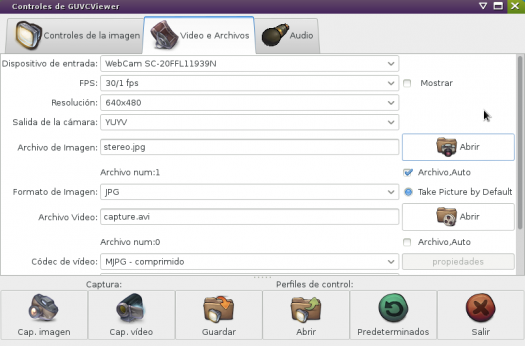 Controles de GUVCViewer
Controles de la imagen
Video e Archivos
Audio
Dispositivo de entrada: WebCam SC-20FFL11939N
FPS: 30/1 fps Mostrar
Resolución: 640x480
Salida de la cámara: YUYV
Archivo de Imagen: stereo.jpg Abrir
Archivo num:1 Archivo,Auto
Formato de Imagen: JPG Take Picture by Default
Archivo Video: capture.avi Abrir
Archivo num:0 Archivo,Auto
Códec de vídeo: MJPG - comprimido propiedades
Captura: Perfiles de control:
Cap. imagen Cap. vídeo Guardar Abrir Predeterminados Salir